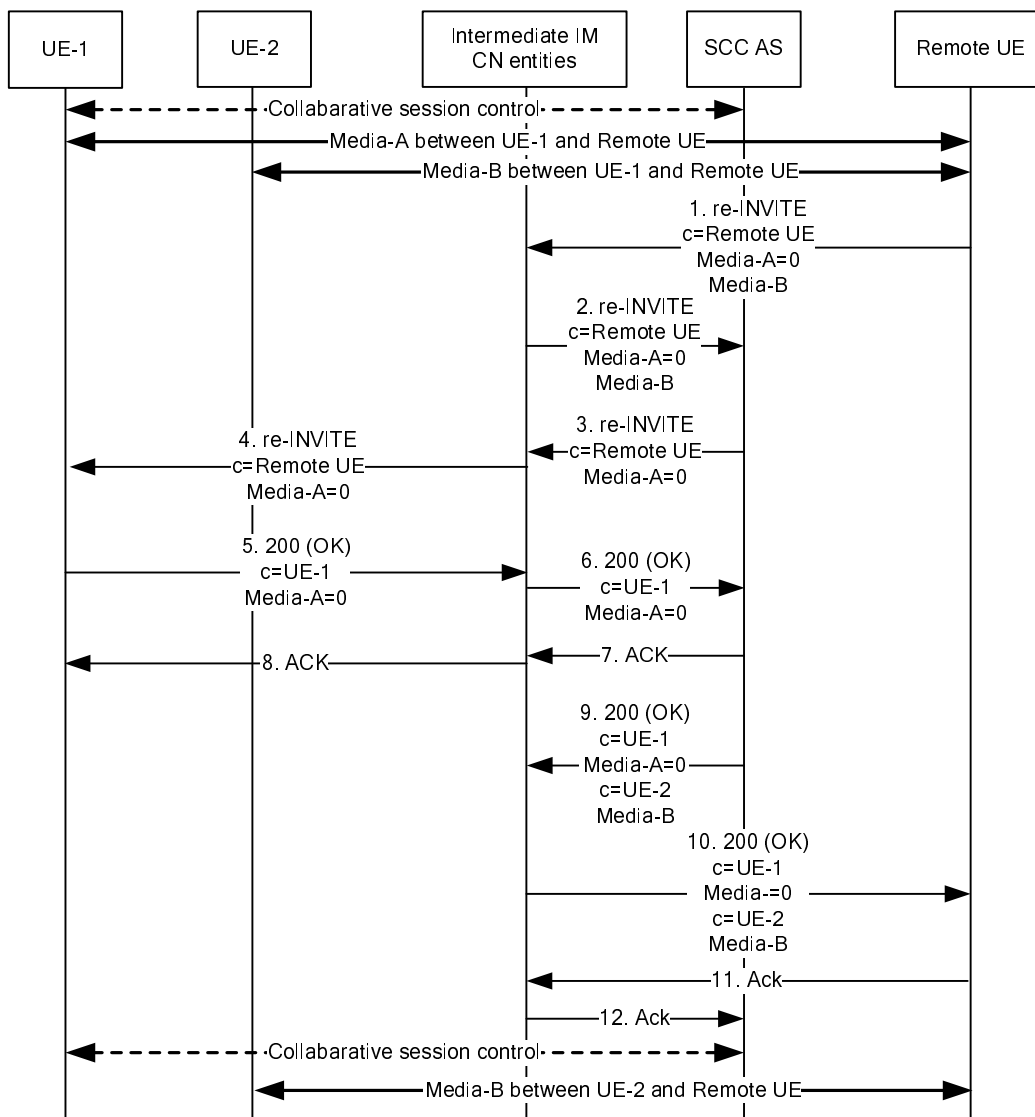 UE-1
UE-2
Intermediate IM
CN entities
SCC AS
Remote UE
Collabarative session control
Media-A between UE-1 and Remote UE
Media-B between UE-1 and Remote UE
1. re-INVITE
c=Remote UE
Media-A=0
Media-B
2. re-INVITE
c=Remote UE
Media-A=0
Media-B
3. re-INVITE
c=Remote UE
Media-A=0
4. re-INVITE
c=Remote UE
Media-A=0
5. 200 (OK)
c=UE-1
Media-A=0
6. 200 (OK)
c=UE-1
Media-A=0
7. ACK
8. ACK
9. 200 (OK)
c=UE-1
Media-A=0
c=UE-2
Media-B
10. 200 (OK)
c=UE-1
Media-=0
c=UE-2
Media-B
11. Ack
12. Ack
Collabarative session control
Media-B between UE-2 and Remote UE